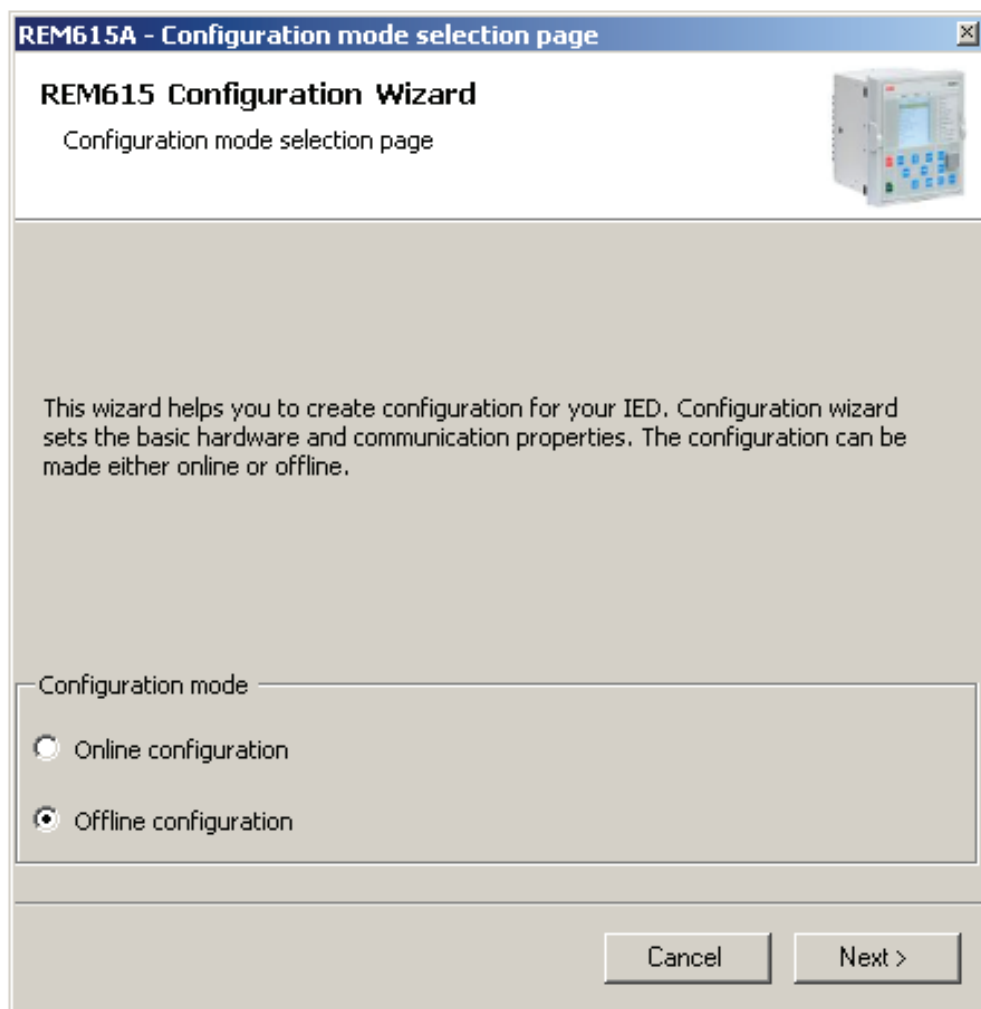 REM615A - Configuration mode selection page
REM615 Configuration Wizard
Configuration mode selection page
This wizard helps you to create configuration for your IED. Configuration wizard
sets the basic hardware and communication properties. The configuration can be
made either online or offline.
Configuration mode
Online configuration
Offline configuration
Cancel
Next >